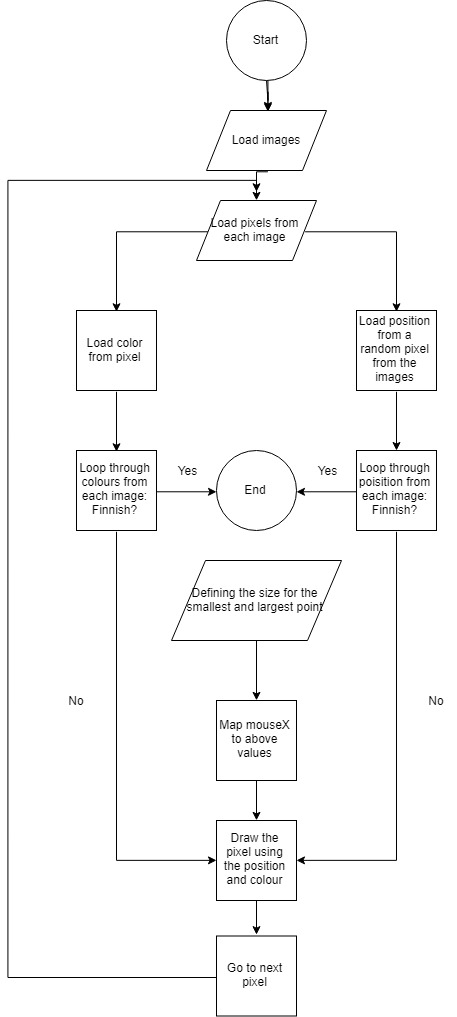 Start
Load images
Load pixels from
each image
Load color
from pixel
Load position
from a
random pixel
from the
images
Loop through
colours from
each image:
Finnish?
Yes
End
Yes
Loop through
poisition from
each image:
Finnish?
Defining the size for the
smallest and largest point
No
Map mouseX
to above
values
No
Draw the
pixel using
the position
and colour
Go to next
pixel